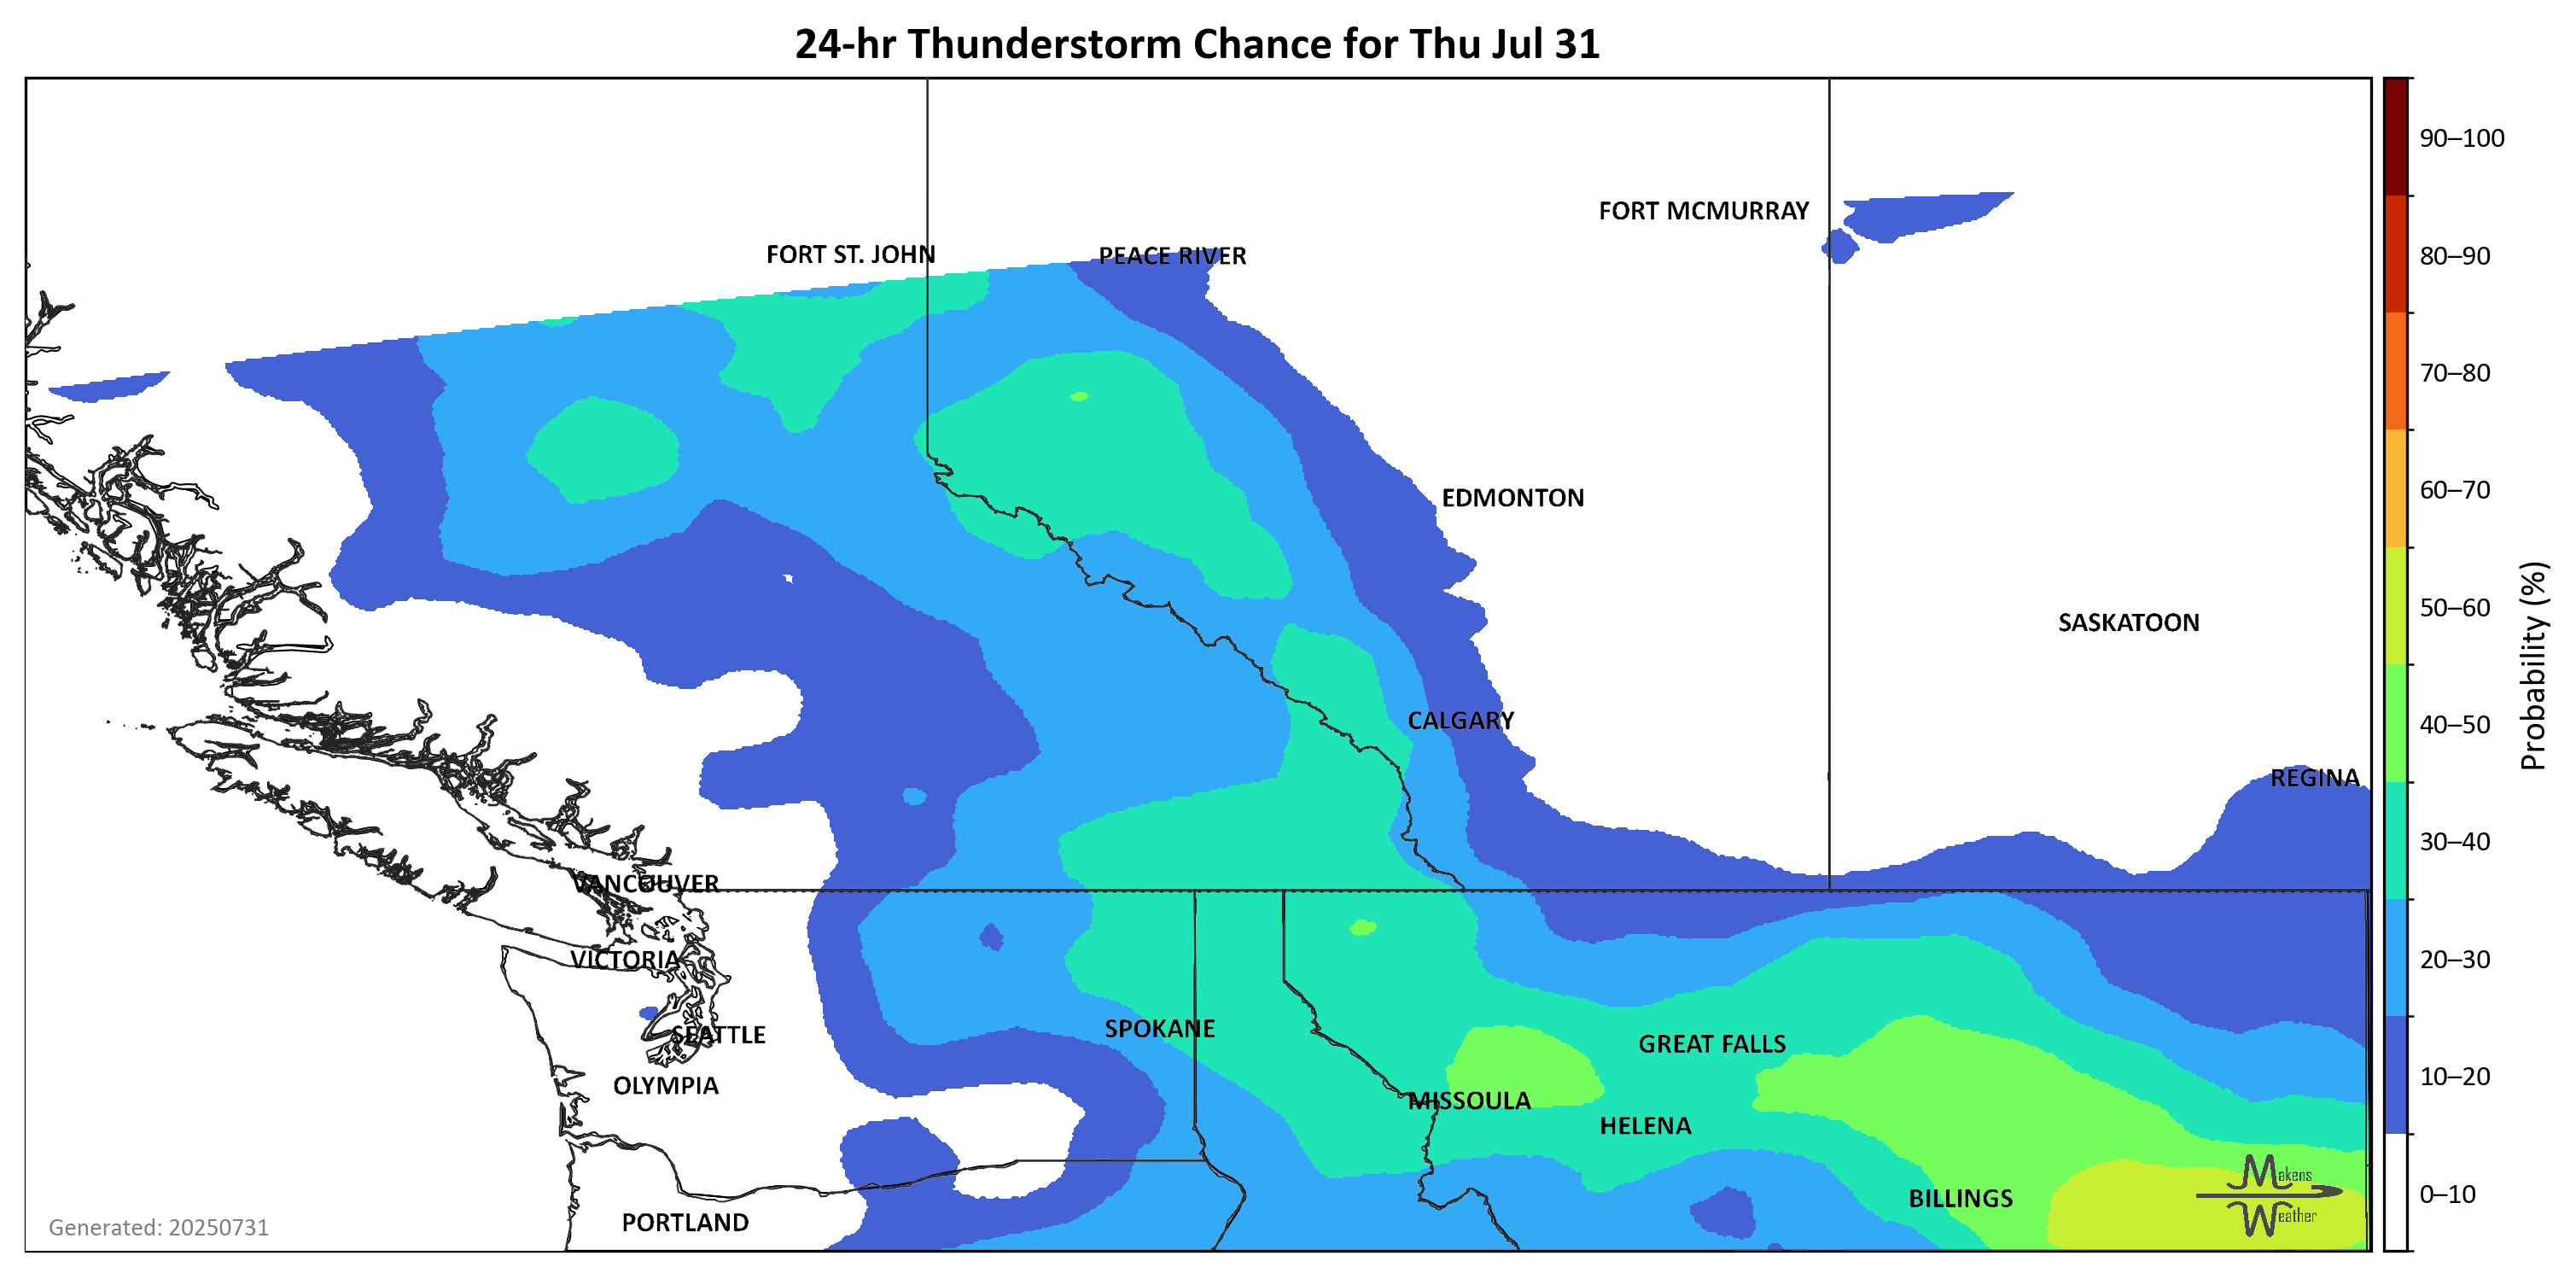 24-hr Thunderstorm Chance for Thu Jul 31
90–100
FORT MCMURRAY
FORT ST. JOHN
PEACE RIVER
80–90
70–80
60–70
EDMONTON
50–60
SASKATOON
CALGARY
40–50
Probability (%)
REGINA
30–40
VANCOUVER
VICTORIA
20–30
SEATTLE
SPOKANE
GREAT FALLS
OLYMPIA
MISSOULA
10–20
HELENA
Makens
Weather
BILLINGS
0–10
PORTLAND
Generated: 20250731